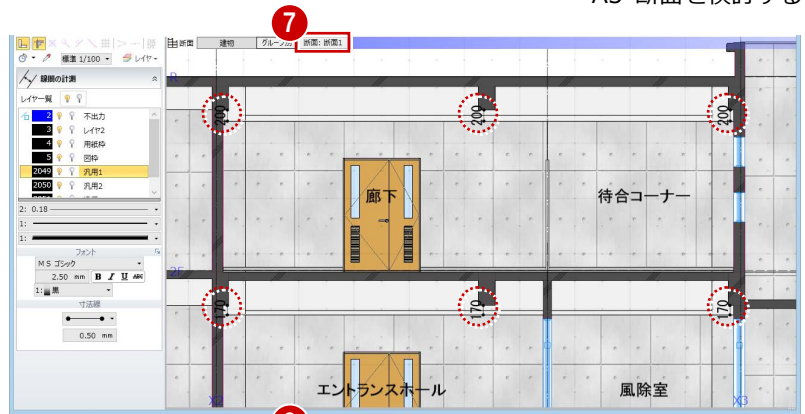 A3 断面を検討する
7
断面 建物 グループ別 断面: 断面1
標準 1/100 レイヤ
線間の計測
レイヤ一覧
2 不出力
3 レイヤ2
4 用紙枠
5 図枠
2049 汎用1
2050 汎用2
2: 0.18
1:
1:
フォント
MS ゴシック
2.50 mm B I U ABC
1: 黒
寸法線
0.50 mm
R
200 200 200
廊下 待合コーナー
2F
170 170 170
エントランスホール 風除室
X2 X3